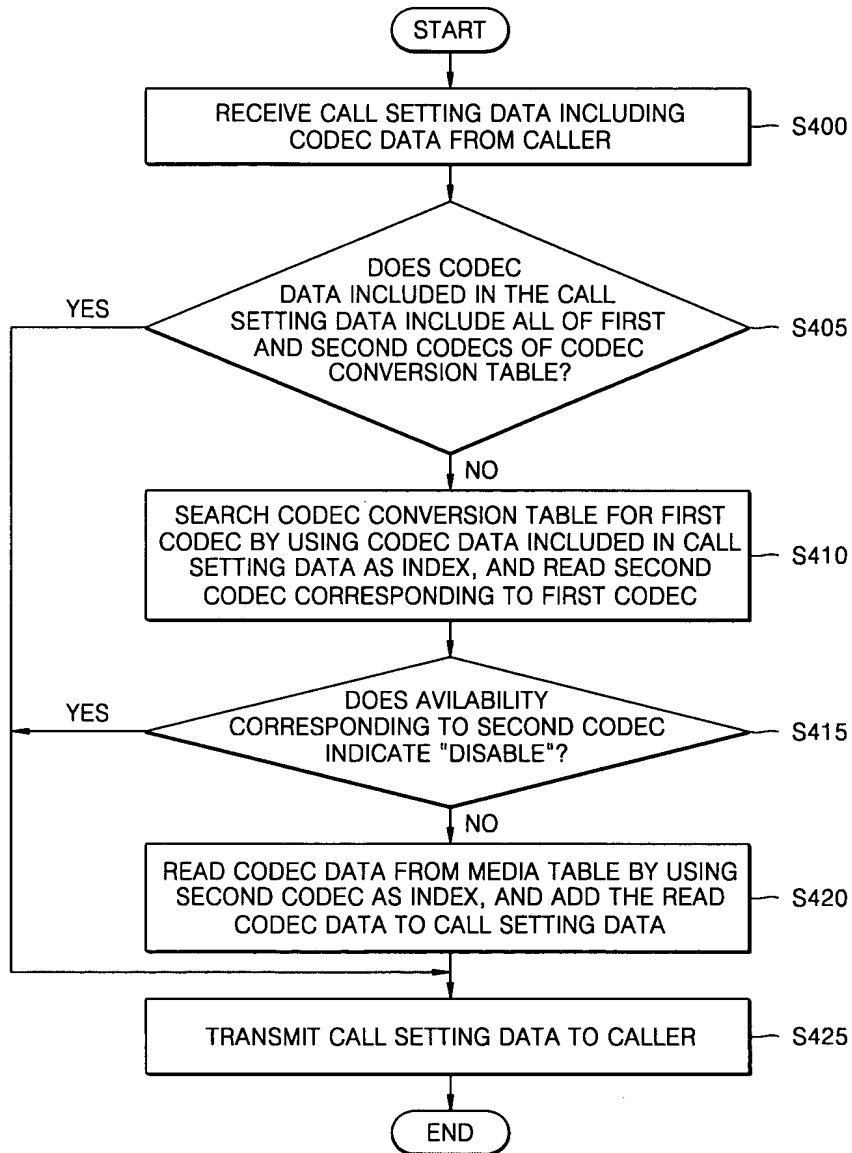 START
RECEIVE CALL SETTING DATA INCLUDING
CODEC DATA FROM CALLER
S400
DOES CODEC
DATA INCLUDED IN THE CALL
SETTING DATA INCLUDE ALL OF FIRST
AND SECOND CODECS OF CODEC
CONVERSION TABLE?
S405
YES
NO
SEARCH CODEC CONVERSION TABLE FOR FIRST
CODEC BY USING CODEC DATA INCLUDED IN CALL
SETTING DATA AS INDEX, AND READ SECOND
CODEC CORRESPONDING TO FIRST CODEC
S410
DOES AVILABILITY
CORRESPONDING TO SECOND CODEC
INDICATE "DISABLE"?
S415
YES
NO
READ CODEC DATA FROM MEDIA TABLE BY USING
SECOND CODEC AS INDEX, AND ADD THE READ
CODEC DATA TO CALL SETTING DATA
S420
TRANSMIT CALL SETTING DATA TO CALLER
S425
END